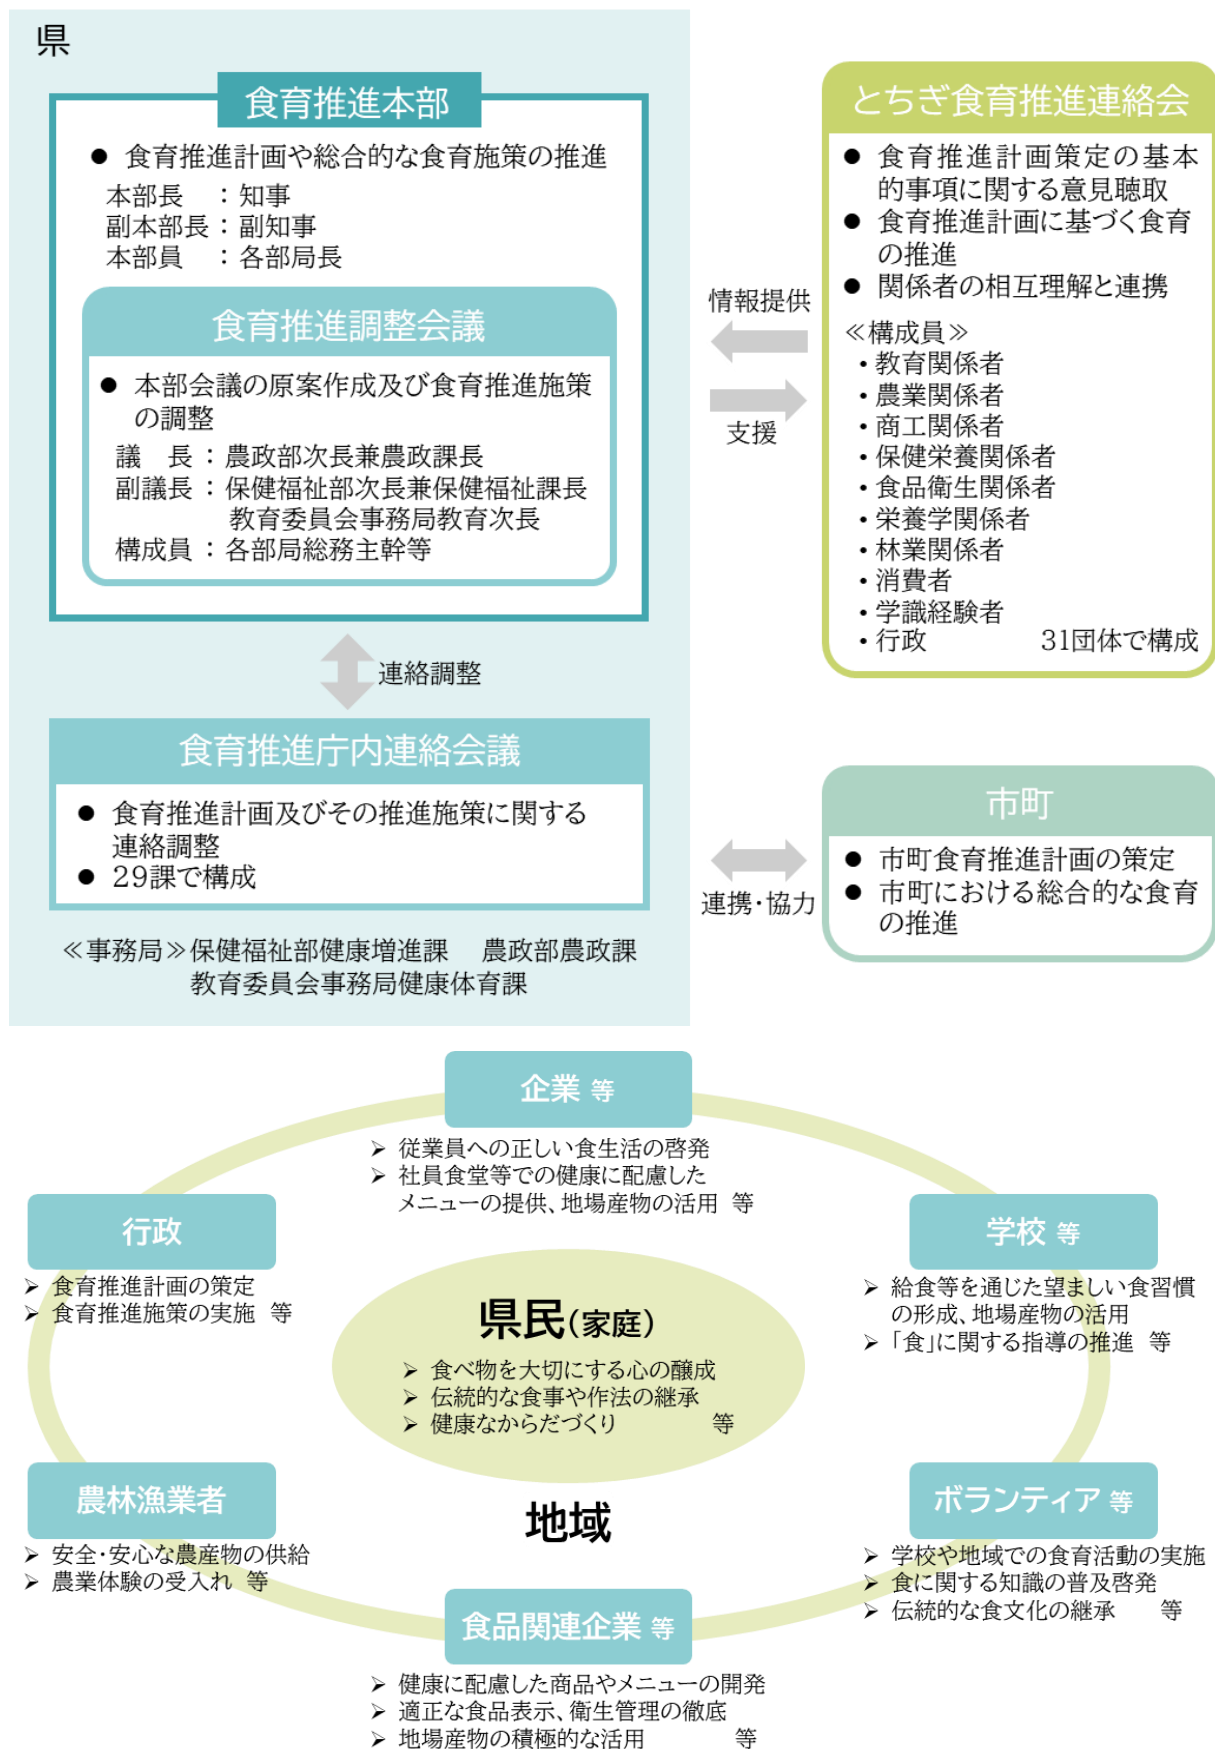 県
食育推進本部
● 食育推進計画や総合的な食育施策の推進
本部長　：知事
副本部長：副知事
本部員　：各部局長
食育推進調整会議
● 本部会議の原案作成及び食育推進施策
の調整
議　長：農政部次長兼農政課長
副議長：保健福祉部次長兼保健福祉課長
教育委員会事務局教育次長
構成員：各部局総務主幹等
連絡調整
食育推進庁内連絡会議
● 食育推進計画及びその推進施策に関する
連絡調整
● 29課で構成
≪事務局≫保健福祉部健康増進課　農政部農政課
教育委員会事務局健康体育課
情報提供
支援
とちぎ食育推進連絡会
● 食育推進計画策定の基本
的事項に関する意見聴取
● 食育推進計画に基づく食育
の推進
● 関係者の相互理解と連携
≪構成員≫
・教育関係者
・農業関係者
・商工関係者
・保健栄養関係者
・食品衛生関係者
・栄養学関係者
・林業関係者
・消費者
・学識経験者
・行政　　　　31団体で構成
連携・協力
市町
● 市町食育推進計画の策定
● 市町における総合的な食育
の推進
企業 等
➢ 従業員への正しい食生活の啓発
➢ 社員食堂等での健康に配慮した
メニューの提供、地場産物の活用 等
行政
➢ 食育推進計画の策定
➢ 食育推進施策の実施 等
学校 等
➢ 給食等を通じた望ましい食習慣
の形成、地場産物の活用
➢ 「食」に関する指導の推進 等
県民(家庭)
➢ 食べ物を大切にする心の醸成
➢ 伝統的な食事や作法の継承
➢ 健康なからだづくり　　　　等
地域
農林漁業者
➢ 安全・安心な農産物の供給
➢ 農業体験の受入れ 等
ボランティア 等
➢ 学校や地域での食育活動の実施
➢ 食に関する知識の普及啓発
➢ 伝統的な食文化の継承　　等
食品関連企業 等
➢ 健康に配慮した商品やメニューの開発
➢ 適正な食品表示、衛生管理の徹底
➢ 地場産物の積極的な活用　　　　等